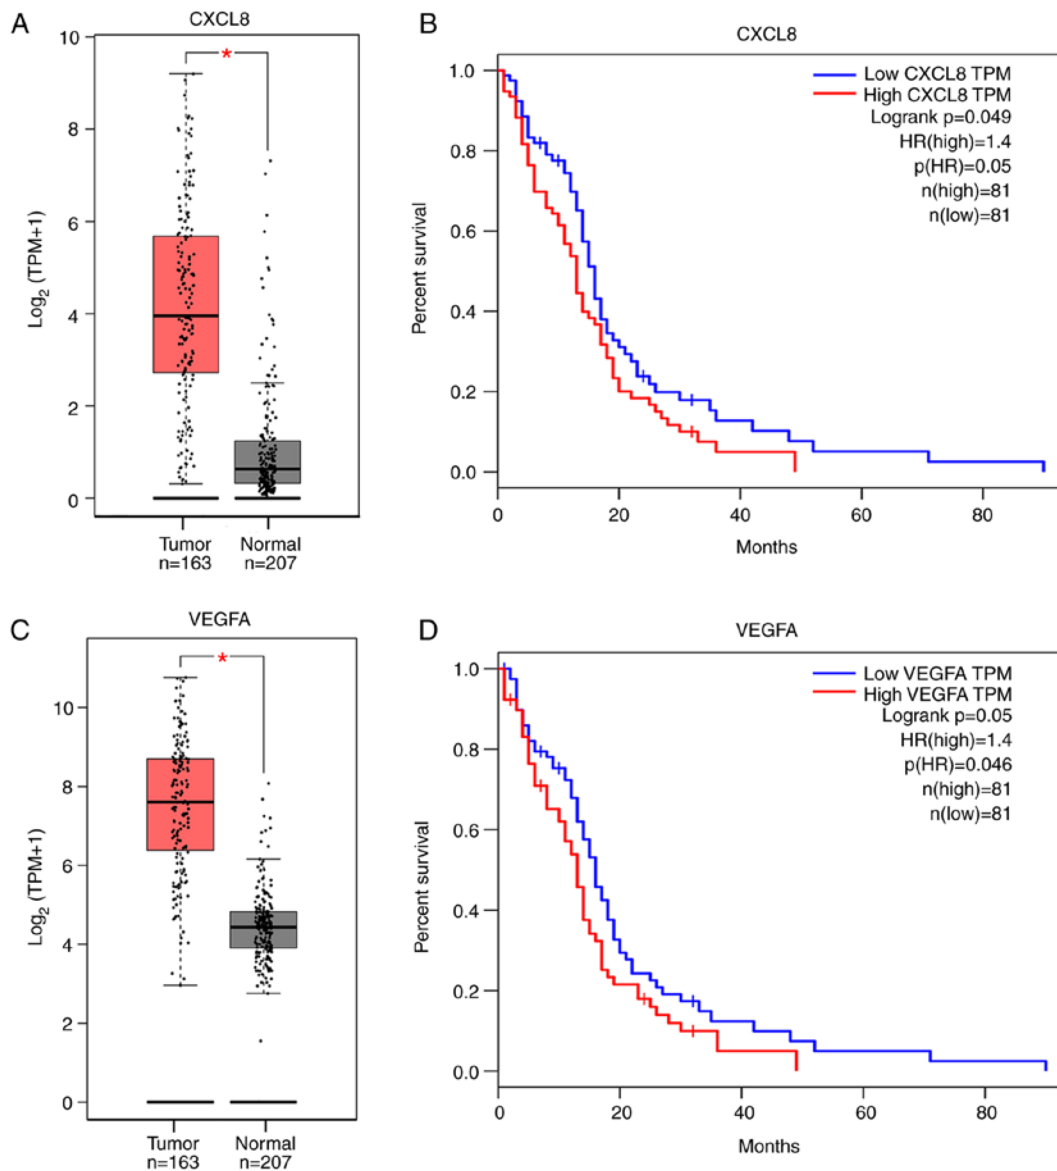 A
CXCL8
*
10
8
6
4
2
0
Log2 (TPM+1)
Tumor
n=163
Normal
n=207
B
CXCL8
Low CXCL8 TPM
High CXCL8 TPM
Logrank p=0.049
HR(high)=1.4
p(HR)=0.05
n(high)=81
n(low)=81
1.0
0.8
0.6
0.4
0.2
0.0
Percent survival
0 20 40 60 80
Months
C
VEGFA
*
10
8
6
4
2
0
Log2 (TPM+1)
Tumor
n=163
Normal
n=207
D
VEGFA
Low VEGFA TPM
High VEGFA TPM
Logrank p=0.05
HR(high)=1.4
p(HR)=0.046
n(high)=81
n(low)=81
1.0
0.8
0.6
0.4
0.2
0.0
Percent survival
0 20 40 60 80
Months